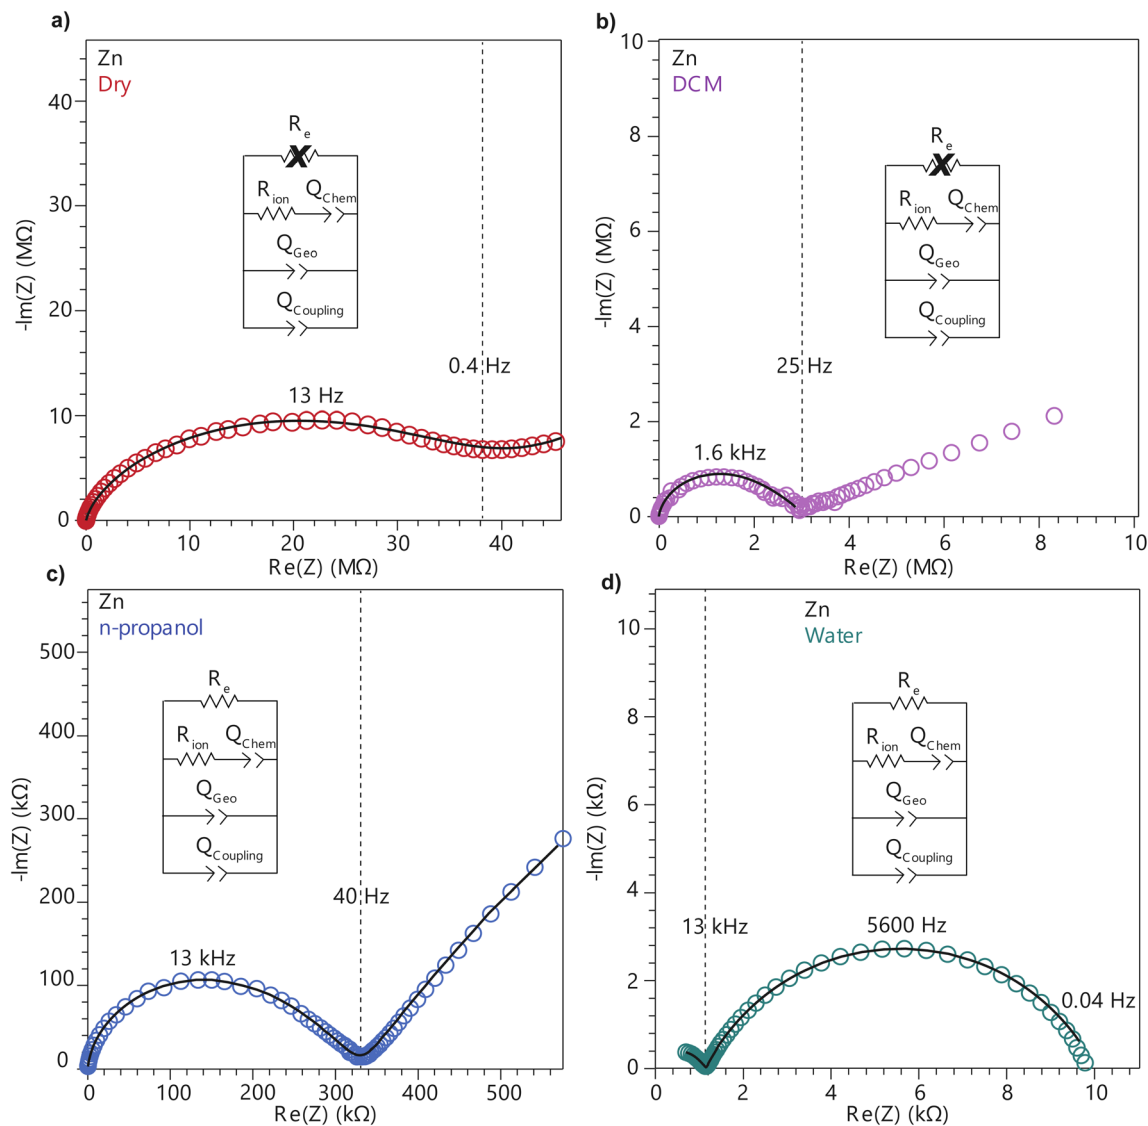 a)
Zn
Dry
R e
R ion Q Chem
Q Geo
Q Coupling
0.4 Hz
13 Hz
-Im(Z) (MΩ)
40
30
20
10
0
0 10 20 30 40
Re(Z) (MΩ)
b)
Zn
DCM
R e
R ion Q Chem
Q Geo
Q Coupling
25 Hz
1.6 kHz
-Im(Z) (MΩ)
10
8
6
4
2
0
0 2 4 6 8 10
Re(Z) (MΩ)
c)
Zn
n-propanol
R e
R ion Q Chem
Q Geo
Q Coupling
40 Hz
13 kHz
-Im(Z) (kΩ)
500
400
300
200
100
0
0 100 200 300 400 500
Re(Z) (kΩ)
d)
Zn
Water
R e
R ion Q Chem
Q Geo
Q Coupling
13 kHz
5600 Hz
0.04 Hz
-Im(Z) (kΩ)
10
8
6
4
2
0
0 2 4 6 8 10
Re(Z) (kΩ)